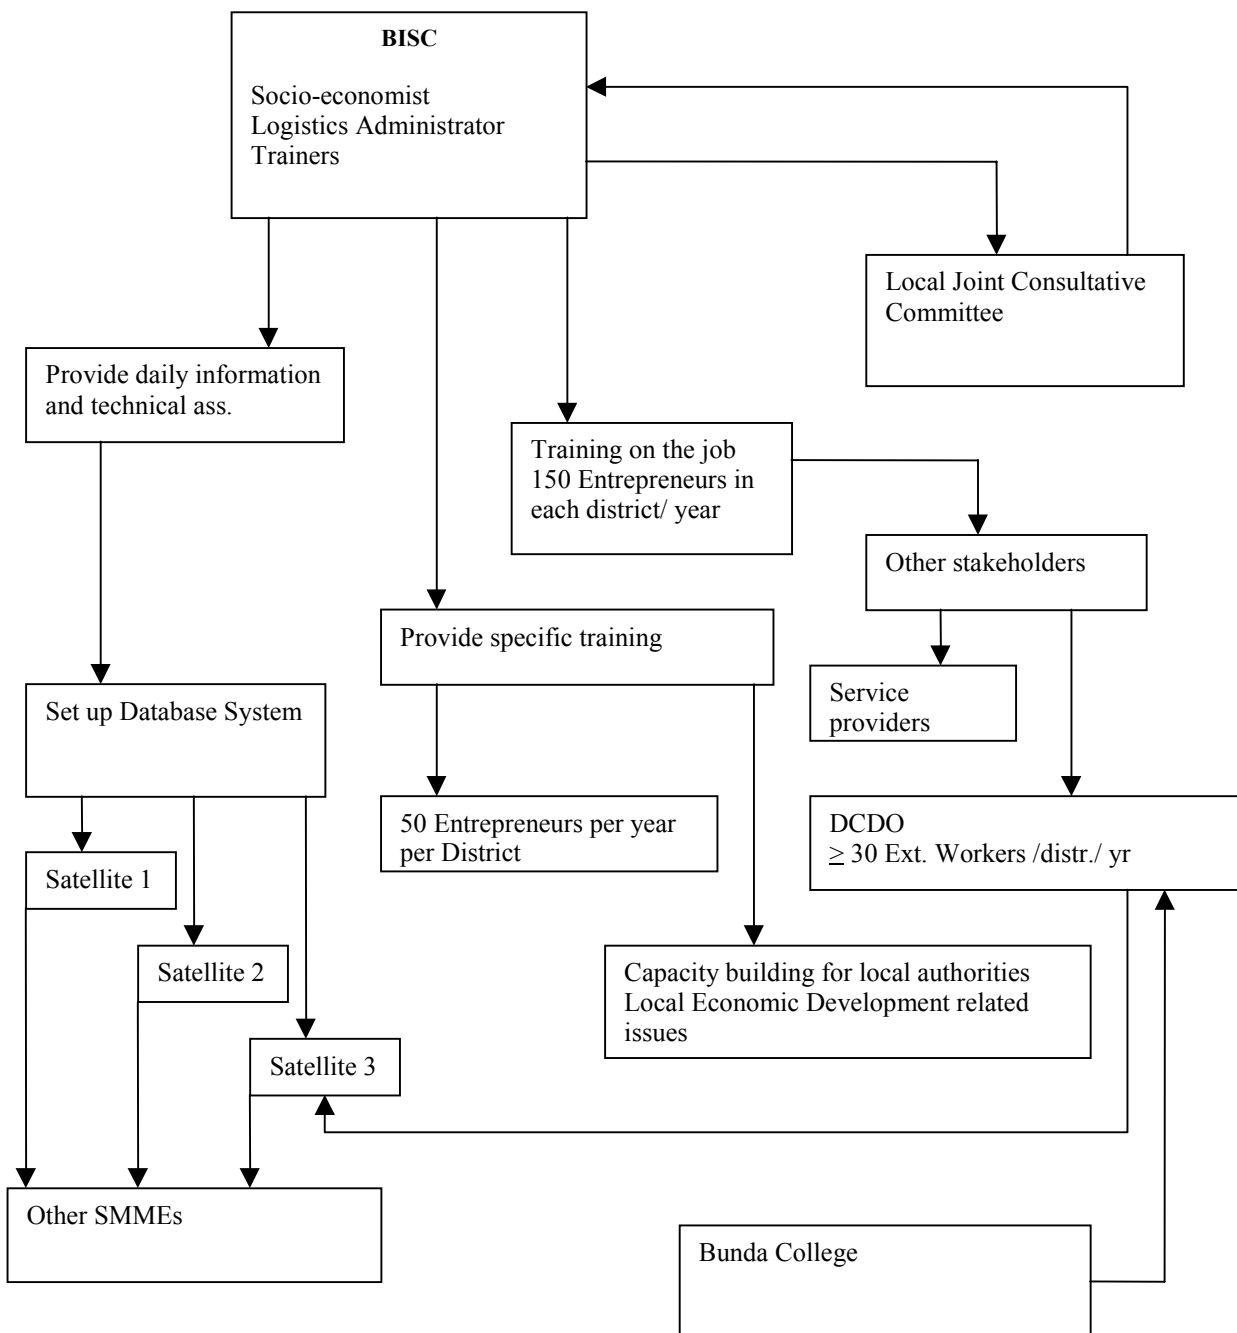 BISC
Socio-economist
Logistics Administrator
Trainers
Local Joint Consultative
Committee
Provide daily information
and technical ass.
Training on the job
150 Entrepreneurs in
each district/ year
Other stakeholders
Provide specific training
Service
providers
Set up Database System
50 Entrepreneurs per year
per District
DCDO
≥ 30 Ext. Workers /distr./ yr
Satellite 1
Satellite 2
Capacity building for local authorities
Local Economic Development related
issues
Satellite 3
Other SMMEs
Bunda College